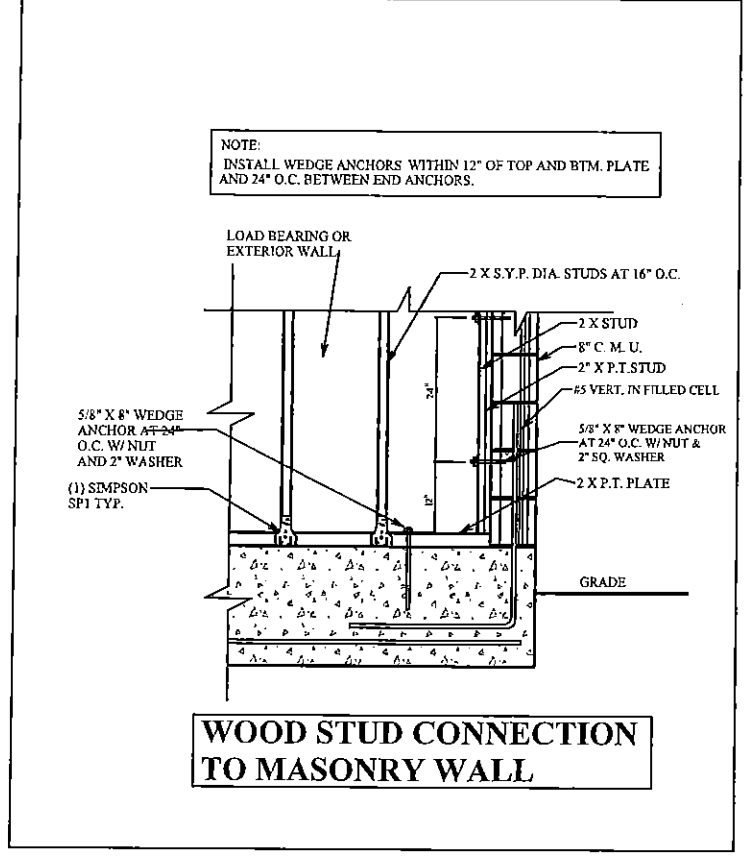 NOTE:
INSTALL WEDGE ANCHORS WITHIN 12" OF TOP AND BTM. PLATE
AND 24" O.C. BETWEEN END ANCHORS.
LOAD BEARING OR
EXTERIOR WALL
2 X S.Y.P. DIA. STUDS AT 16" O.C.
2 X STUD
8" C. M. U.
2" X P.T.STUD
#5 VERT. IN FILLED CELL
24"
5/8" X 8" WEDGE
ANCHOR AT 24"
O.C. W/ NUT
AND 2" WASHER
5/8" X 8" WEDGE ANCHOR
AT 24" O.C. W/ NUT &
2" SQ. WASHER
(1) SIMPSON
SP1 TYP.
12"
2 X P.T. PLATE
GRADE
WOOD STUD CONNECTION
TO MASONRY WALL